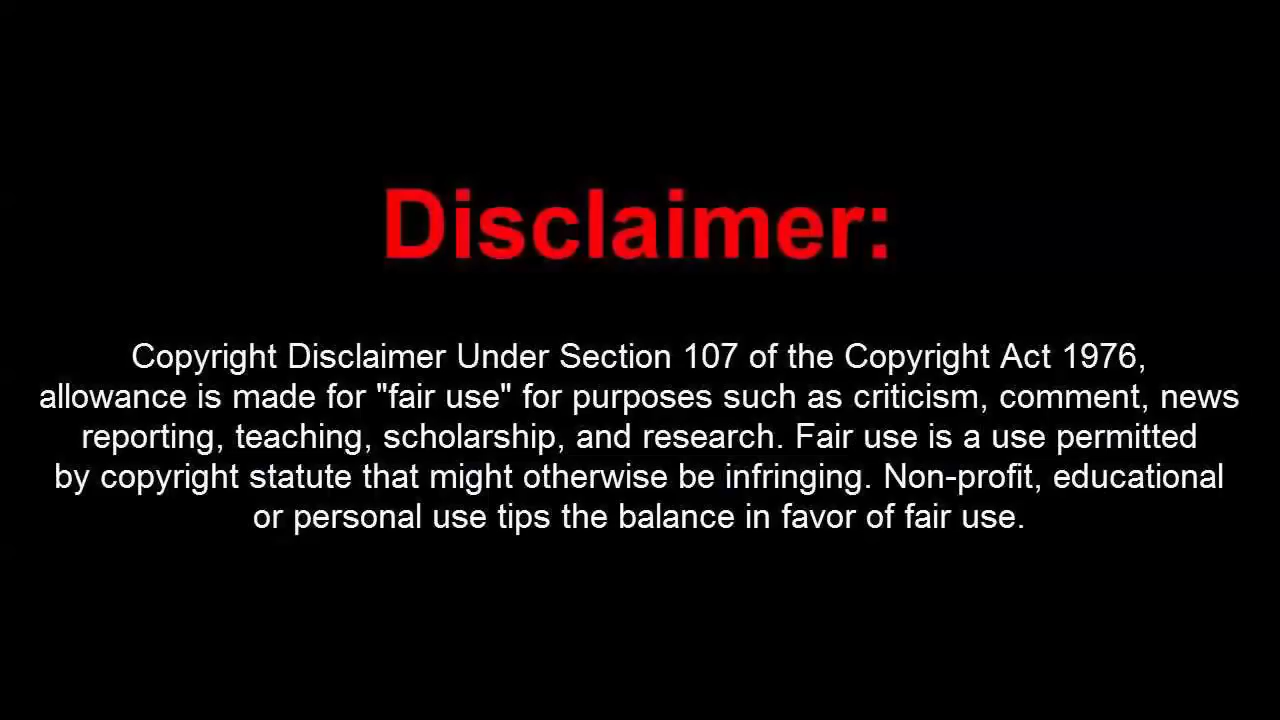 Disclaimer:
Copyright Disclaimer Under Section 107 of the Copyright Act 1976,
allowance is made for "fair use" for purposes such as criticism, comment, news
reporting, teaching, scholarship, and research. Fair use is a use permitted
by copyright statute that might otherwise be infringing. Non-profit, educational
or personal use tips the balance in favor of fair use.